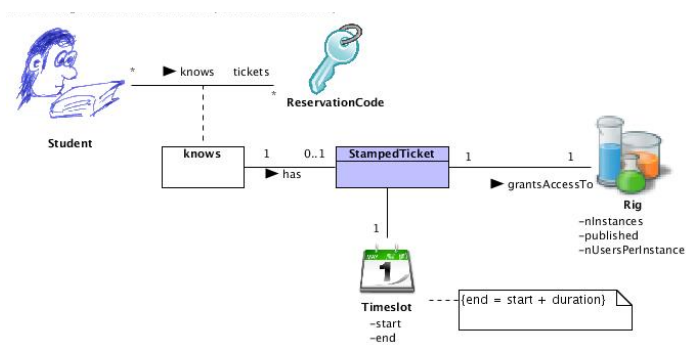 * knows tickets
*
ReservationCode
Student
knows 1 0..1 StampedTicket 1 1
has grantsAccessTo
Rig
-nInstances
-published
-nUsersPerInstance
1
1
Timeslot {end = start + duration}
-start
-end